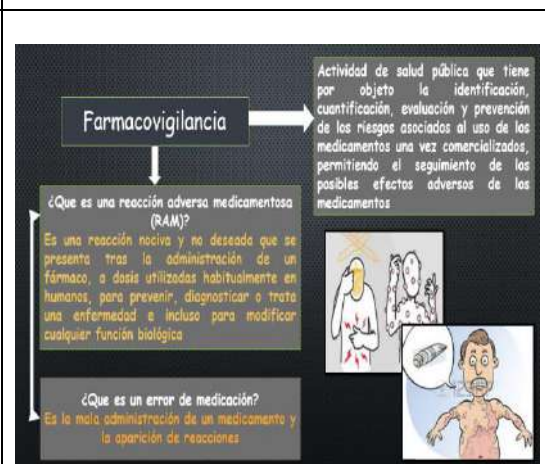 Farmacovigilancia
Actividad de salud pública que tiene
por objeto la identificación,
cuantificación, evaluación y prevención
de los riesgos asociados al uso de los
medicamentos una vez comercializados,
permitiendo el seguimiento de los
posibles efectos adversos de los
medicamentos
¿Que es una reacción adversa medicamentosa
(RAM)?
Es una reacción nociva y no deseada que se
presenta tras la administración de un
fármaco, a dosis utilizadas habitualmente en
humanos, para prevenir, diagnosticar o trata
una enfermedad e incluso para modificar
cualquier función biológica
¿Que es un error de medicación?
Es la mala administración de un medicamento y
la aparición de reacciones